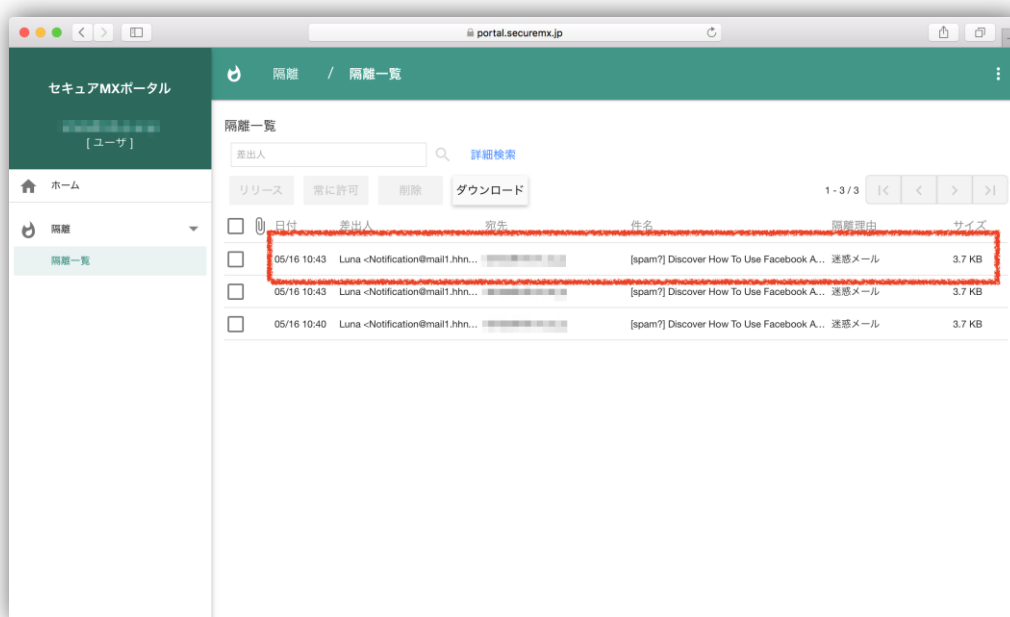 portal.securemx.jp
セキュアMXポータル
[ ユーザ ]
ホーム
隔離
隔離一覧
隔離 / 隔離一覧
隔離一覧
差出人
詳細検索
リリース 常に許可 削除 ダウンロード
1 - 3 / 3
日付 差出人 宛先 件名 隔離理由 サイズ
05/16 10:43 Luna <Notification@mail1.hhn... [spam?] Discover How To Use Facebook A... 迷惑メール 3.7 KB
05/16 10:43 Luna <Notification@mail1.hhn... [spam?] Discover How To Use Facebook A... 迷惑メール 3.7 KB
05/16 10:40 Luna <Notification@mail1.hhn... [spam?] Discover How To Use Facebook A... 迷惑メール 3.7 KB